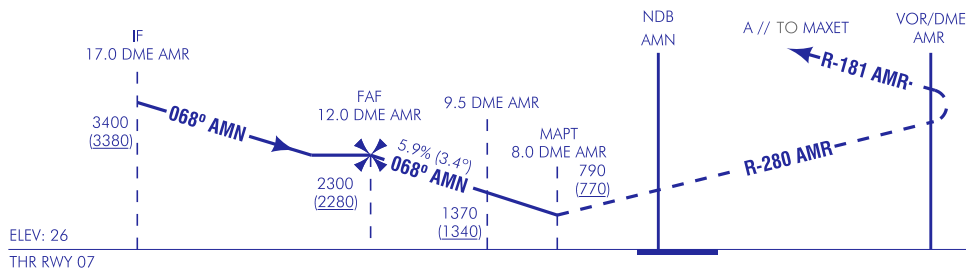 IF
17.0 DME AMR
NDB
AMN
A // TO MAXET
VOR/DME
AMR
R-181 AMR
FAF
12.0 DME AMR
9.5 DME AMR
068º AMN
3400
(3380)
5.9% (3.4º)
068º AMN
MAPT
8.0 DME AMR
790
(770)
R-280 AMR
2300
(2280)
1370
(1340)
ELEV: 26
THR RWY 07